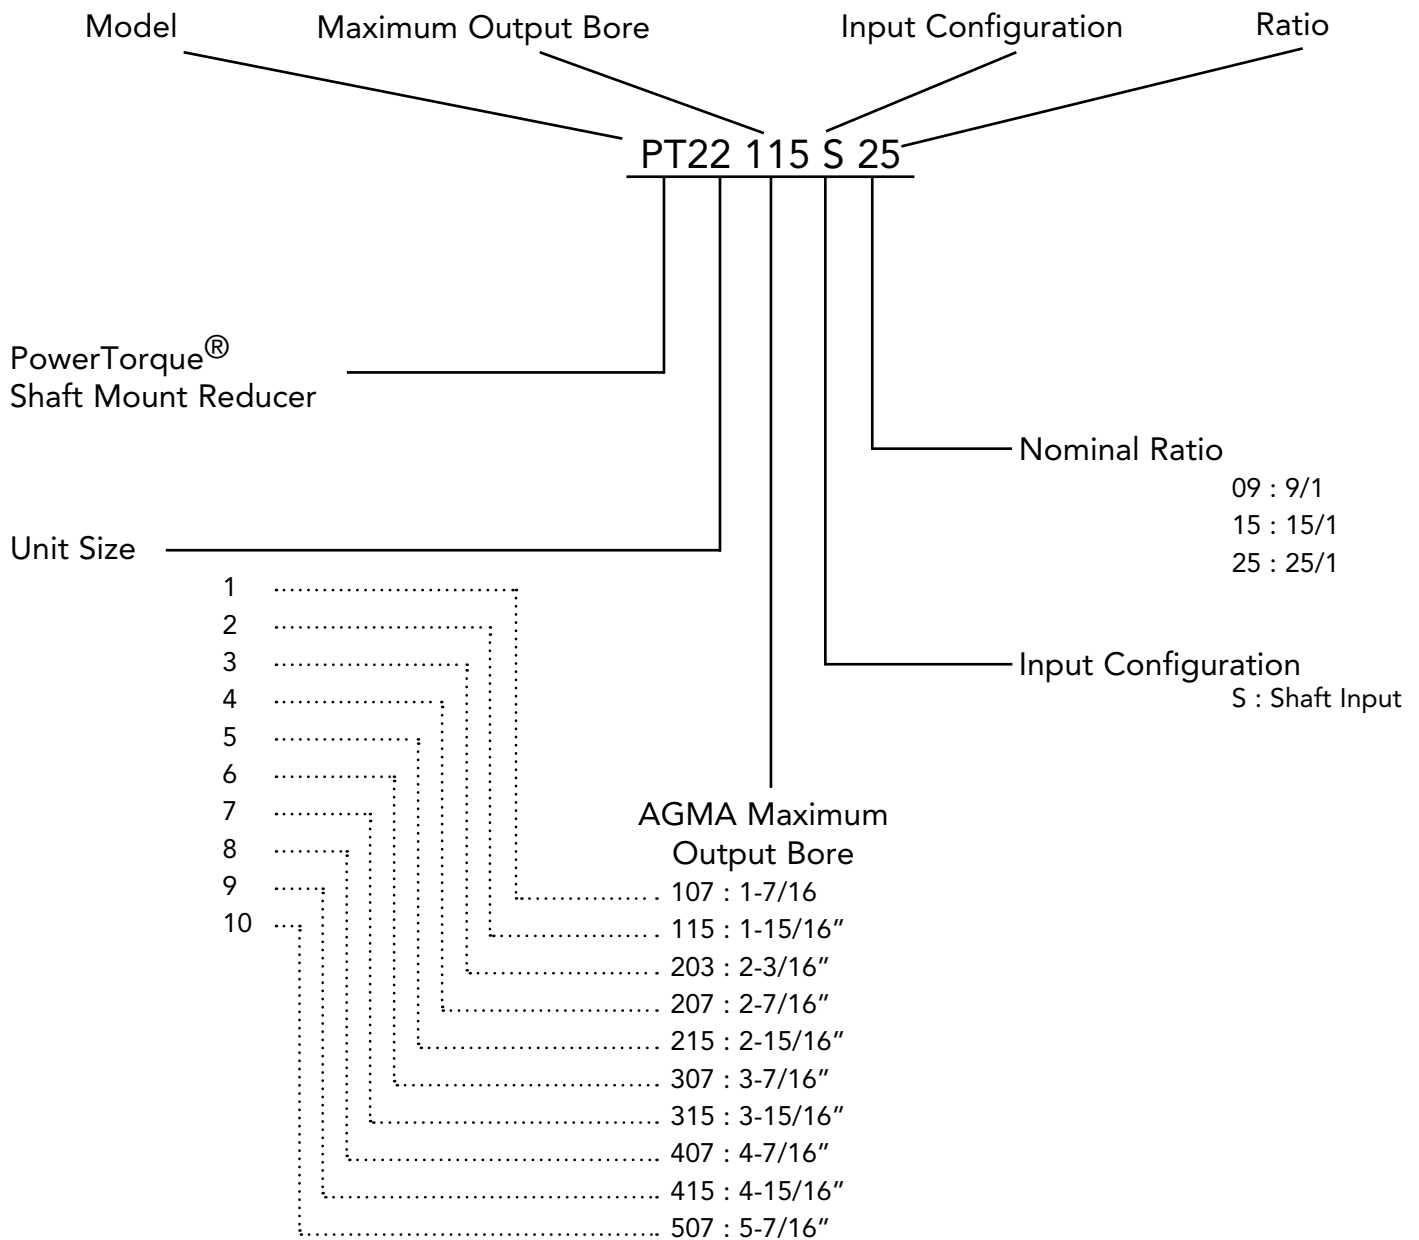 Model
Maximum Output Bore
Input Configuration
Ratio
PT22 115 S 25
PowerTorque®
Shaft Mount Reducer
Nominal Ratio
09 : 9/1
15 : 15/1
25 : 25/1
Unit Size
1
2
3
4
5
6
7
8
9
10
Input Configuration
S : Shaft Input
AGMA Maximum
Output Bore
107 : 1-7/16
115 : 1-15/16”
203 : 2-3/16”
207 : 2-7/16”
215 : 2-15/16”
307 : 3-7/16”
315 : 3-15/16”
407 : 4-7/16”
415 : 4-15/16”
507 : 5-7/16”